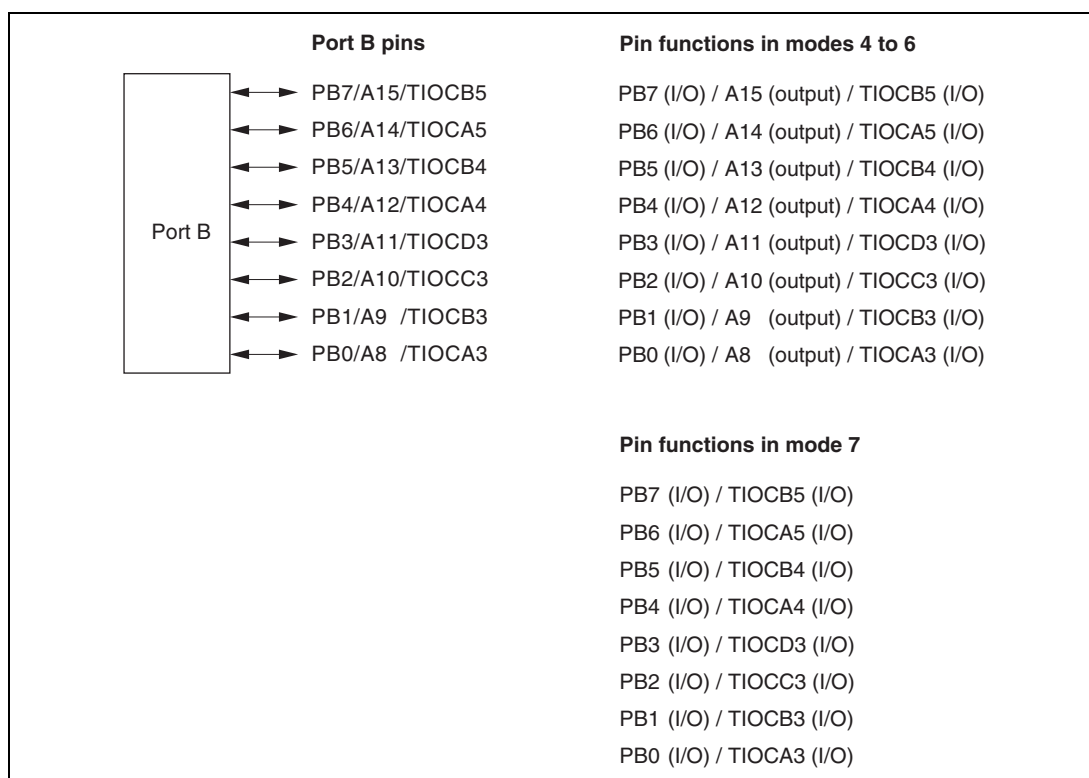 Port B pins
Port B
PB7/A15/TIOCB5
PB6/A14/TIOCA5
PB5/A13/TIOCB4
PB4/A12/TIOCA4
PB3/A11/TIOCD3
PB2/A10/TIOCC3
PB1/A9 /TIOCB3
PB0/A8 /TIOCA3
Pin functions in modes 4 to 6
PB7 (I/O) / A15 (output) / TIOCB5 (I/O)
PB6 (I/O) / A14 (output) / TIOCA5 (I/O)
PB5 (I/O) / A13 (output) / TIOCB4 (I/O)
PB4 (I/O) / A12 (output) / TIOCA4 (I/O)
PB3 (I/O) / A11 (output) / TIOCD3 (I/O)
PB2 (I/O) / A10 (output) / TIOCC3 (I/O)
PB1 (I/O) / A9 (output) / TIOCB3 (I/O)
PB0 (I/O) / A8 (output) / TIOCA3 (I/O)
Pin functions in mode 7
PB7 (I/O) / TIOCB5 (I/O)
PB6 (I/O) / TIOCA5 (I/O)
PB5 (I/O) / TIOCB4 (I/O)
PB4 (I/O) / TIOCA4 (I/O)
PB3 (I/O) / TIOCD3 (I/O)
PB2 (I/O) / TIOCC3 (I/O)
PB1 (I/O) / TIOCB3 (I/O)
PB0 (I/O) / TIOCA3 (I/O)